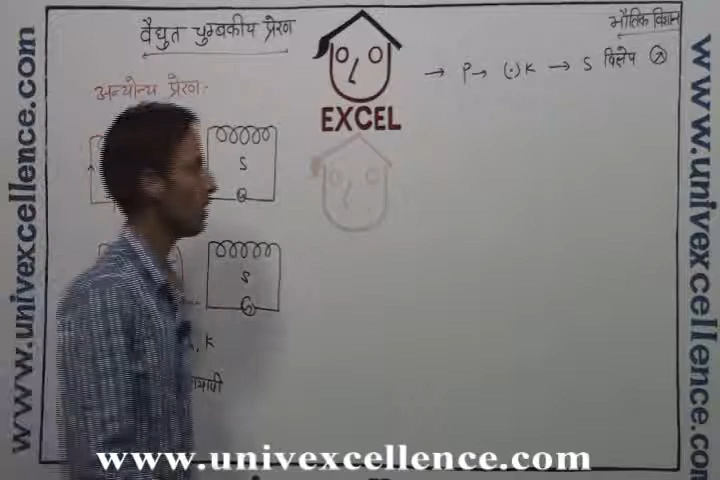 भौतिक विज्ञान
वैद्युत चुम्बकीय प्रेरण
→ P → (·) K → S विक्षेप
अन्योन्य प्रेरण
EXCEL
S
S
, K
www.univexcellence.com
www.univexcellence.com
www.univexcellence.com